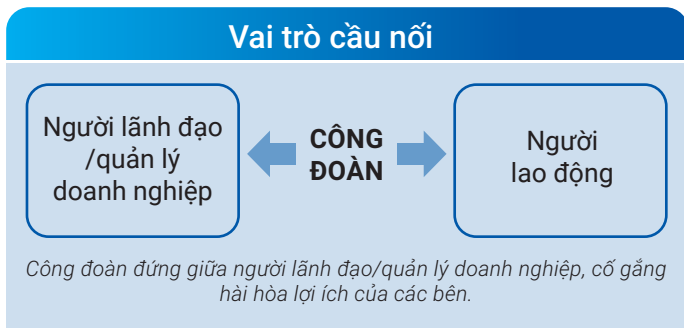 Vai trò cầu nối
Người lãnh đạo
/quản lý
doanh nghiệp
CÔNG
ĐOÀN
Người
lao động
Công đoàn đứng giữa người lãnh đạo/quản lý doanh nghiệp, cố gắng
hài hòa lợi ích của các bên.